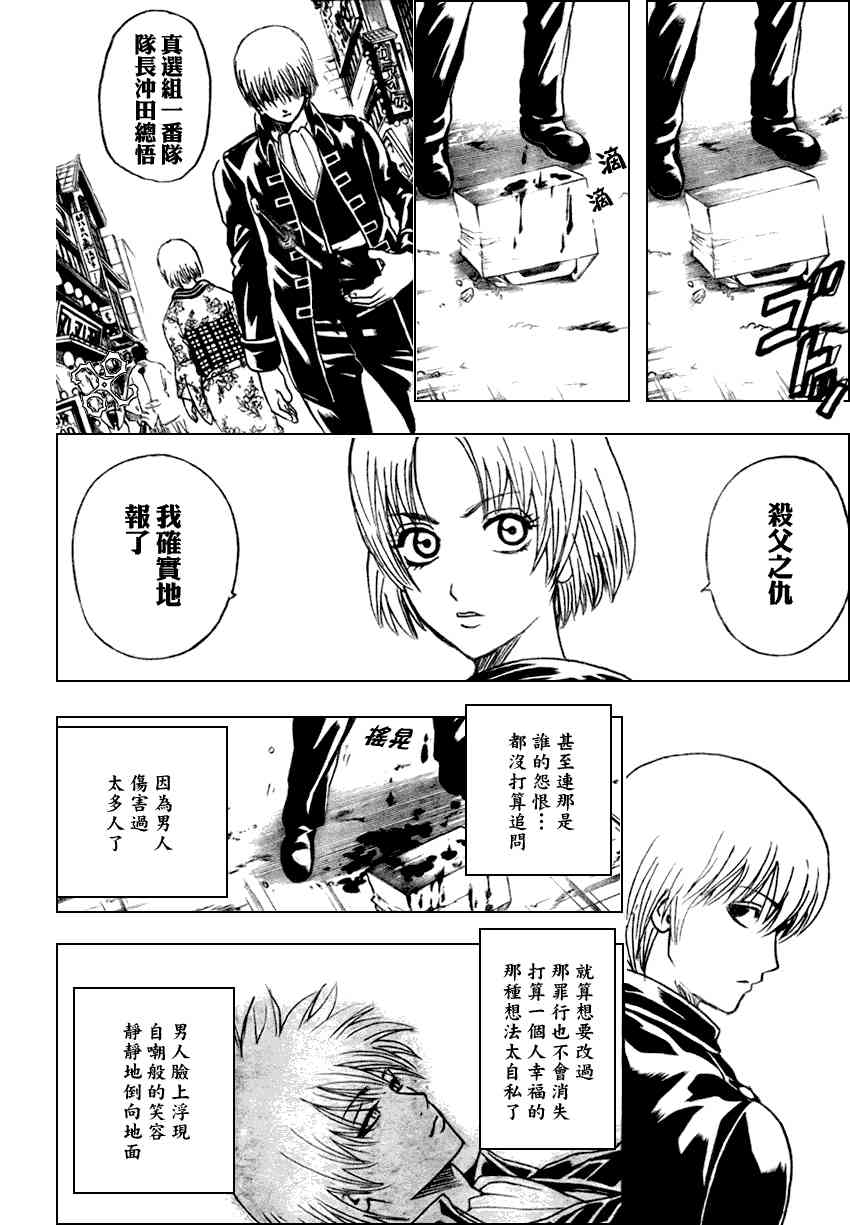 ゴトッ
滴
滴
真選組一番隊
隊長沖田總悟
殺父之仇
我確實地
報了
甚至連那是
誰的怨恨…
都沒打算追問
搖晃
因為男人
傷害過
太多人了
就算想要改過
那罪行也不會消失
打算一個人幸福的
那種想法太自私了
男人臉上浮現
自嘲般的笑容
靜靜地倒向地面